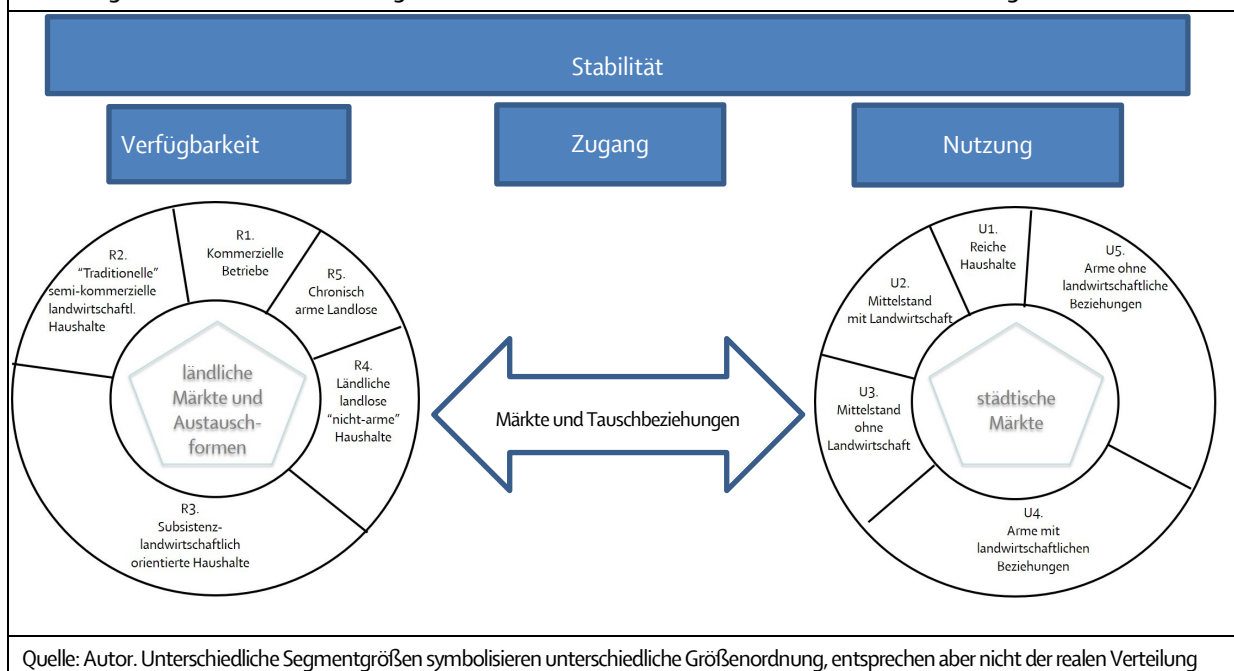 Stabilität
Verfügbarkeit
Zugang
Nutzung
R1.
Kommerzielle
Betriebe
R2.
"Traditionelle"
semi-kommerzielle
landwirtschaftl.
Haushalte
R5.
Chronisch
arme Landlose
R4.
Ländliche
landlose
"nicht-arme"
Haushalte
R3.
Subsistenz-
landwirtschaftlich
orientierte Haushalte
ländliche
Märkte und
Austausch-
formen
Märkte und Tauschbeziehungen
U1.
Reiche
Haushalte
U2.
Mittelstand
mit Landwirtschaft
U5.
Arme ohne
landwirtschaftliche
Beziehungen
U3.
Mittelstand
ohne
Landwirtschaft
U4.
Arme mit
landwirtschaftlichen
Beziehungen
städtische
Märkte
Quelle: Autor. Unterschiedliche Segmentgrößen symbolisieren unterschiedliche Größenordnung, entsprechen aber nicht der realen Verteilung